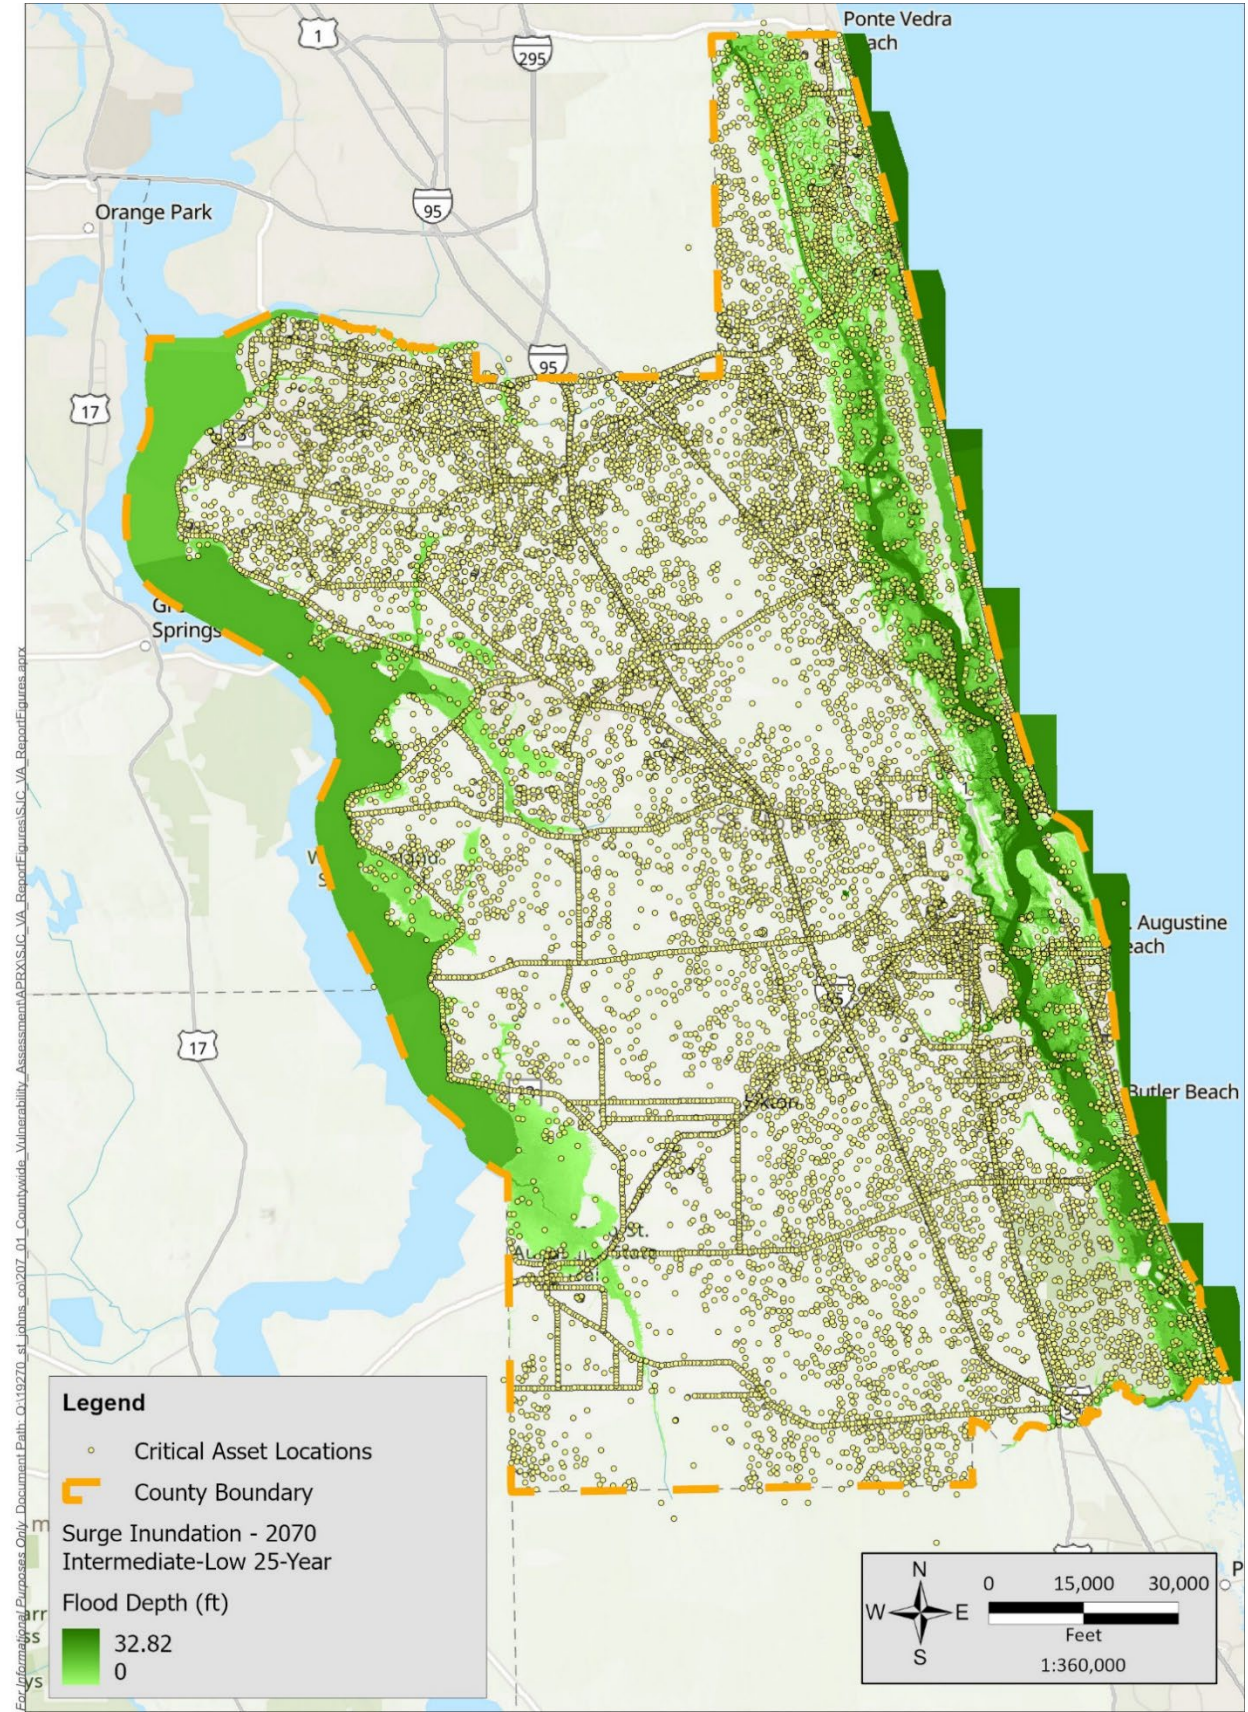 Ponte Vedra
ach
1
295
95
Orange Park
95
17
Springs
. Augustine
each
17
Butler Beach
Legend
Critical Asset Locations
County Boundary
Surge Inundation - 2070
Intermediate-Low 25-Year
Flood Depth (ft)
32.82
0
N
W E
S
0 15,000 30,000
Feet
1:360,000
P
For Informational Purposes Only